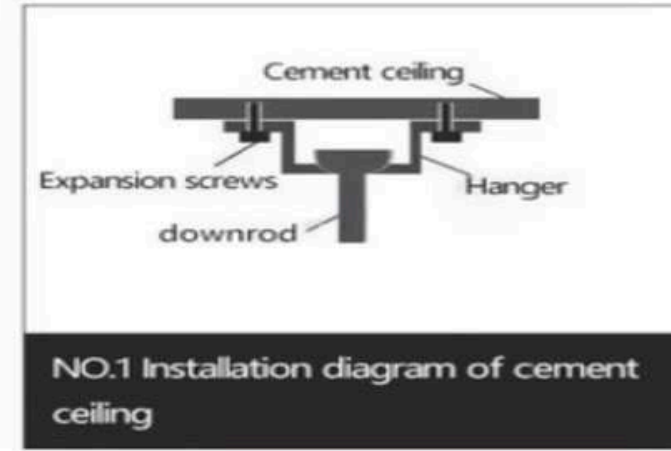 Cement ceiling
Expansion screws
Hanger
downrod
NO.1 Installation diagram of cement
ceiling